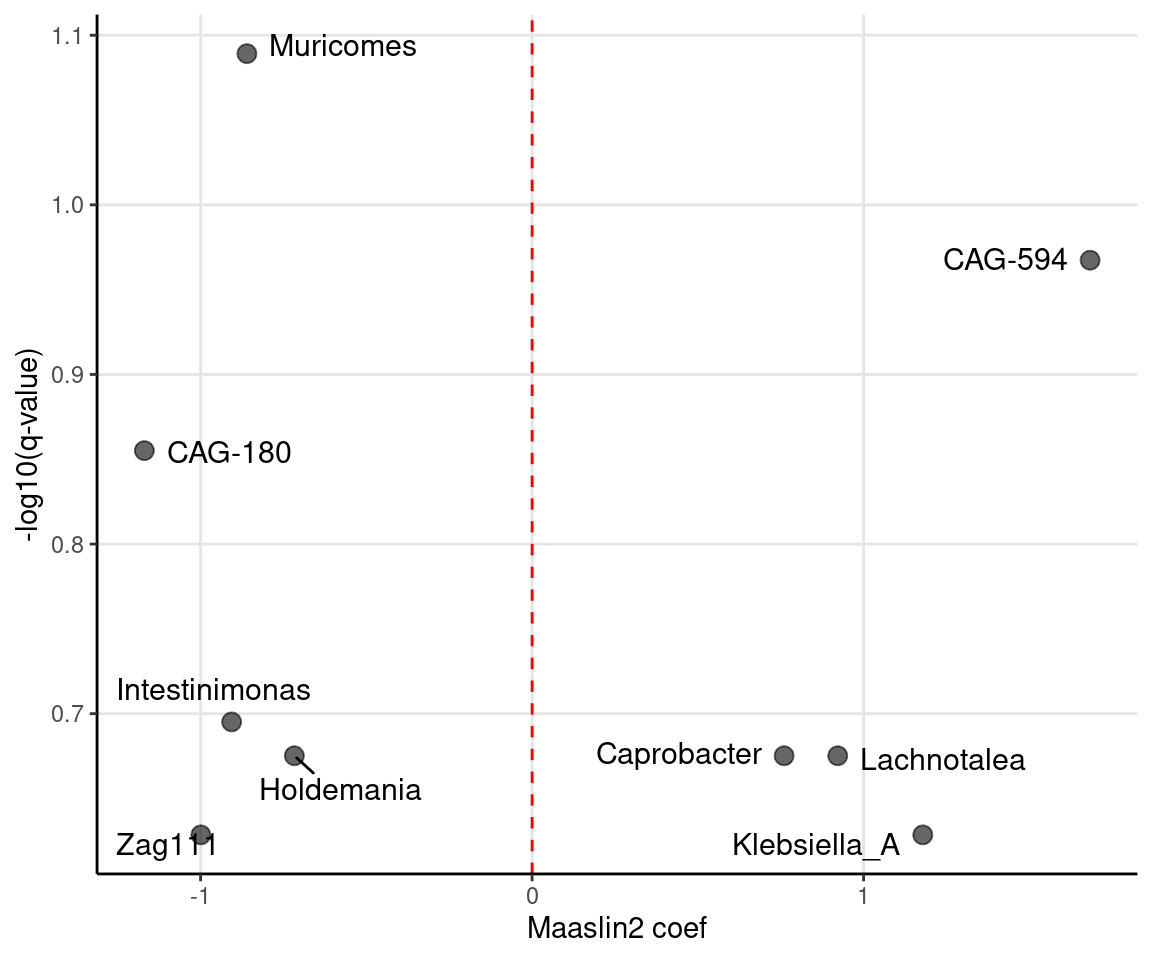 1.1
Muricomes
1.0
CAG-594
0.9
CAG-180
-log10(q-value)
0.8
Intestinimonas
0.7
Caprobacter
Lachnotalea
Holdemania
Zag111
Klebsiella_A
-1
0
1
Maaslin2 coef